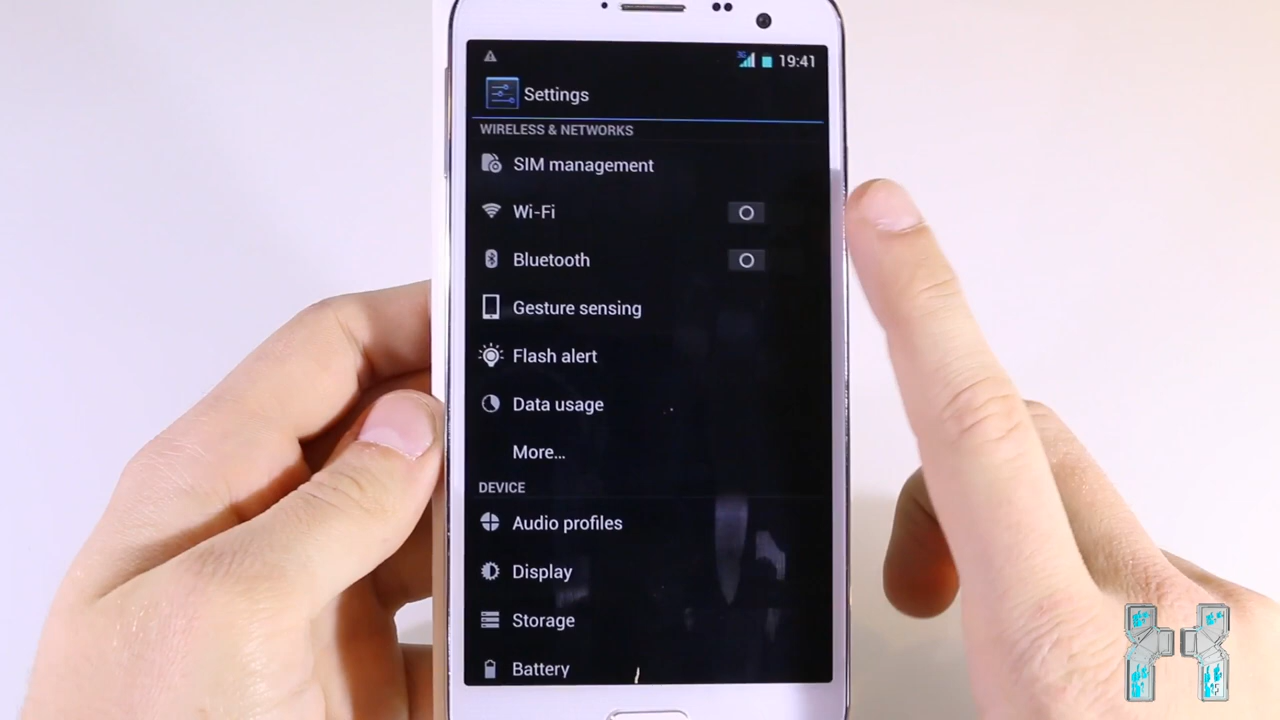 3G 19:41
Settings
WIRELESS & NETWORKS
SIM management
Wi-Fi
Bluetooth
Gesture sensing
Flash alert
Data usage
More...
DEVICE
Audio profiles
Display
Storage
Battery